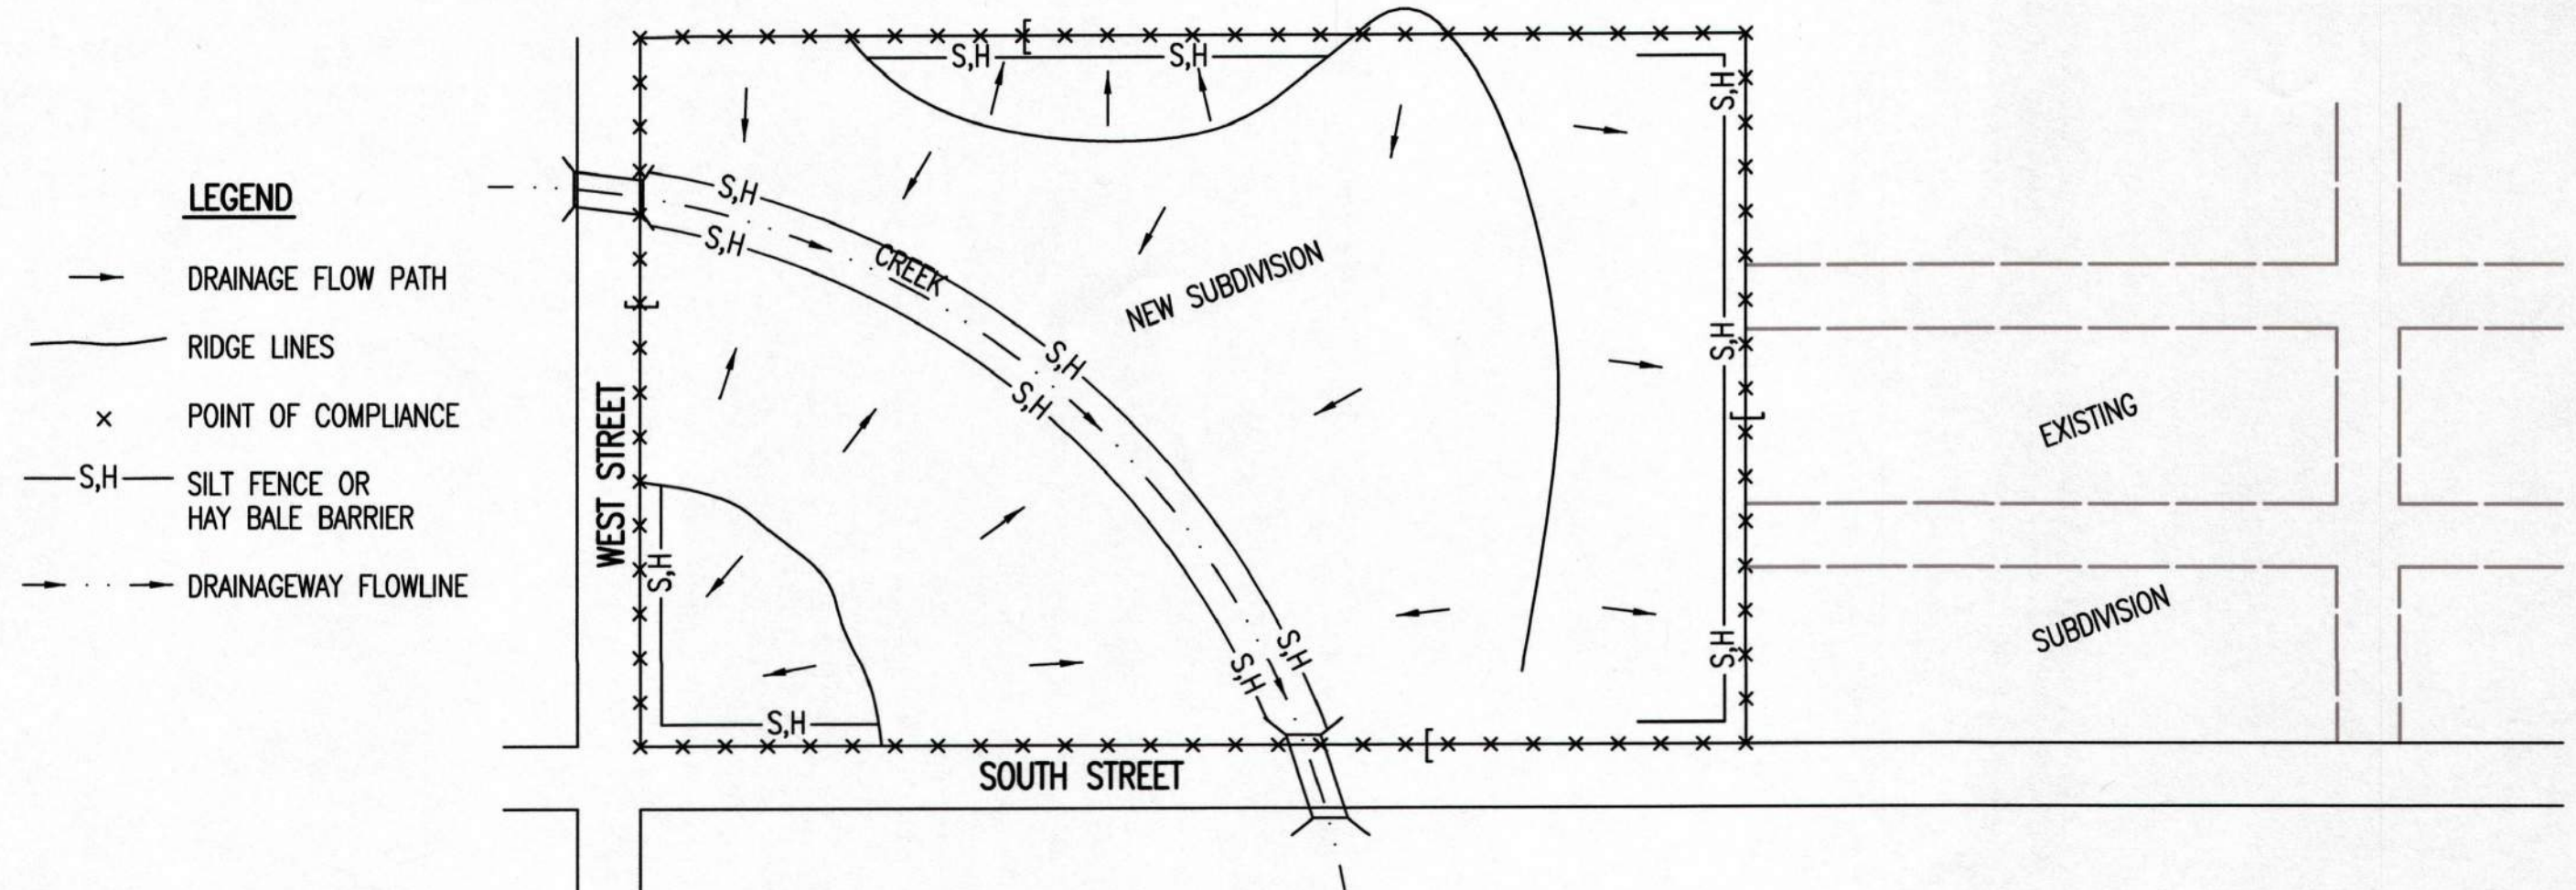 LEGEND
DRAINAGE FLOW PATH
RIDGE LINES
× POINT OF COMPLIANCE
S,H SILT FENCE OR
HAY BALE BARRIER
DRAINAGEWAY FLOWLINE
S,H
S,H
S,H
S,H
S,H
CREEK
NEW SUBDIVISION
S,H
S,H
S,H
WEST STREET
S,H
EXISTING
SUBDIVISION
S,H
S,H
S,H
S,H
SOUTH STREET